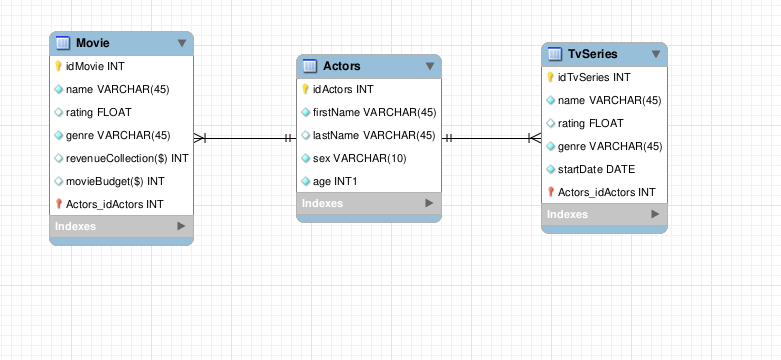 Movie
idMovie INT
name VARCHAR(45)
rating FLOAT
genre VARCHAR(45)
revenueCollection($) INT
movieBudget($) INT
Actors_idActors INT
Indexes
Actors
idActors INT
firstName VARCHAR(45)
lastName VARCHAR(45)
sex VARCHAR(10)
age INT1
Indexes
TvSeries
idTvSeries INT
name VARCHAR(45)
rating FLOAT
genre VARCHAR(45)
startDate DATE
Actors_idActors INT
Indexes